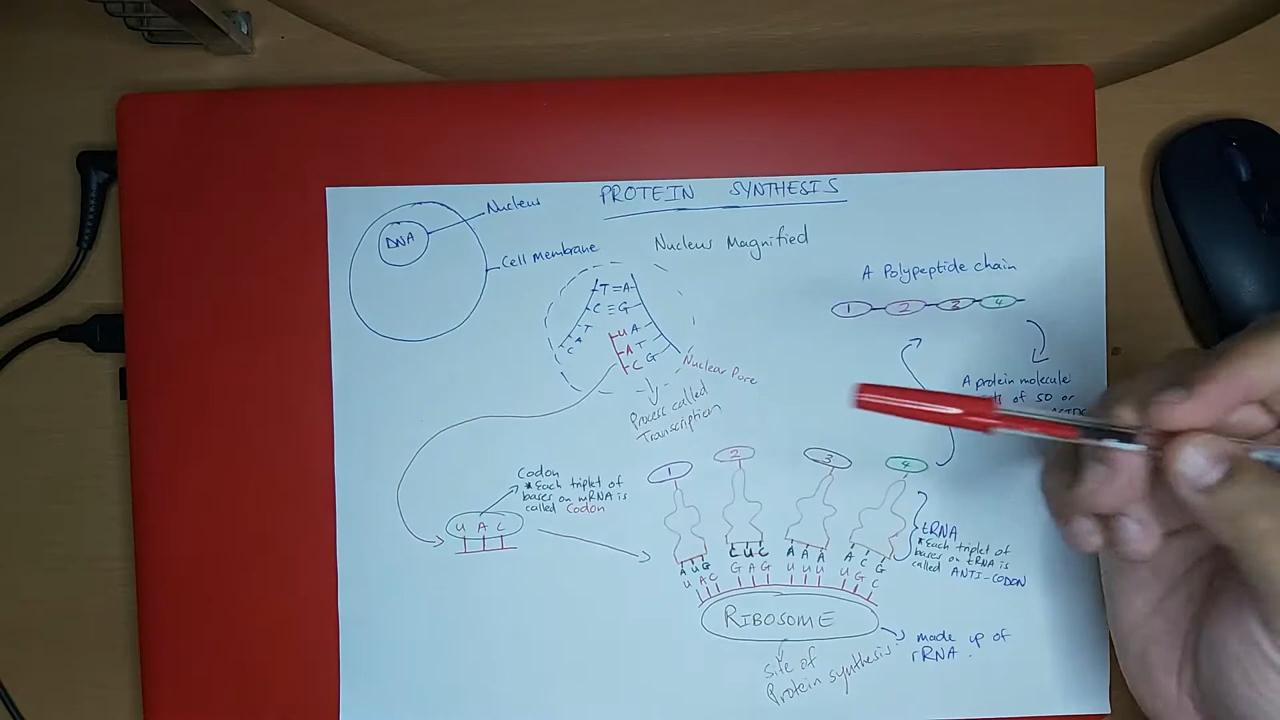 PROTEIN SYNTHESIS
Nucleus
DNA
Cell Membrane
Nucleus Magnified
T=A
C≡G
T
A
C
U A
A T
C G
Nuclear Pore
Process called
Transcription
A Polypeptide chain
1 2 3 4
A protein molecule
of 50 or
Codon
*Each triplet of
bases on mRNA is
called Codon
U A C
1 2 3 4
tRNA
*Each triplet of
bases on tRNA is
called ANTI-CODON
A U G C U C A A A A C G
U A C G A G U U U U G C
RIBOSOME
site of
Protein synthesis
made up of
rRNA.